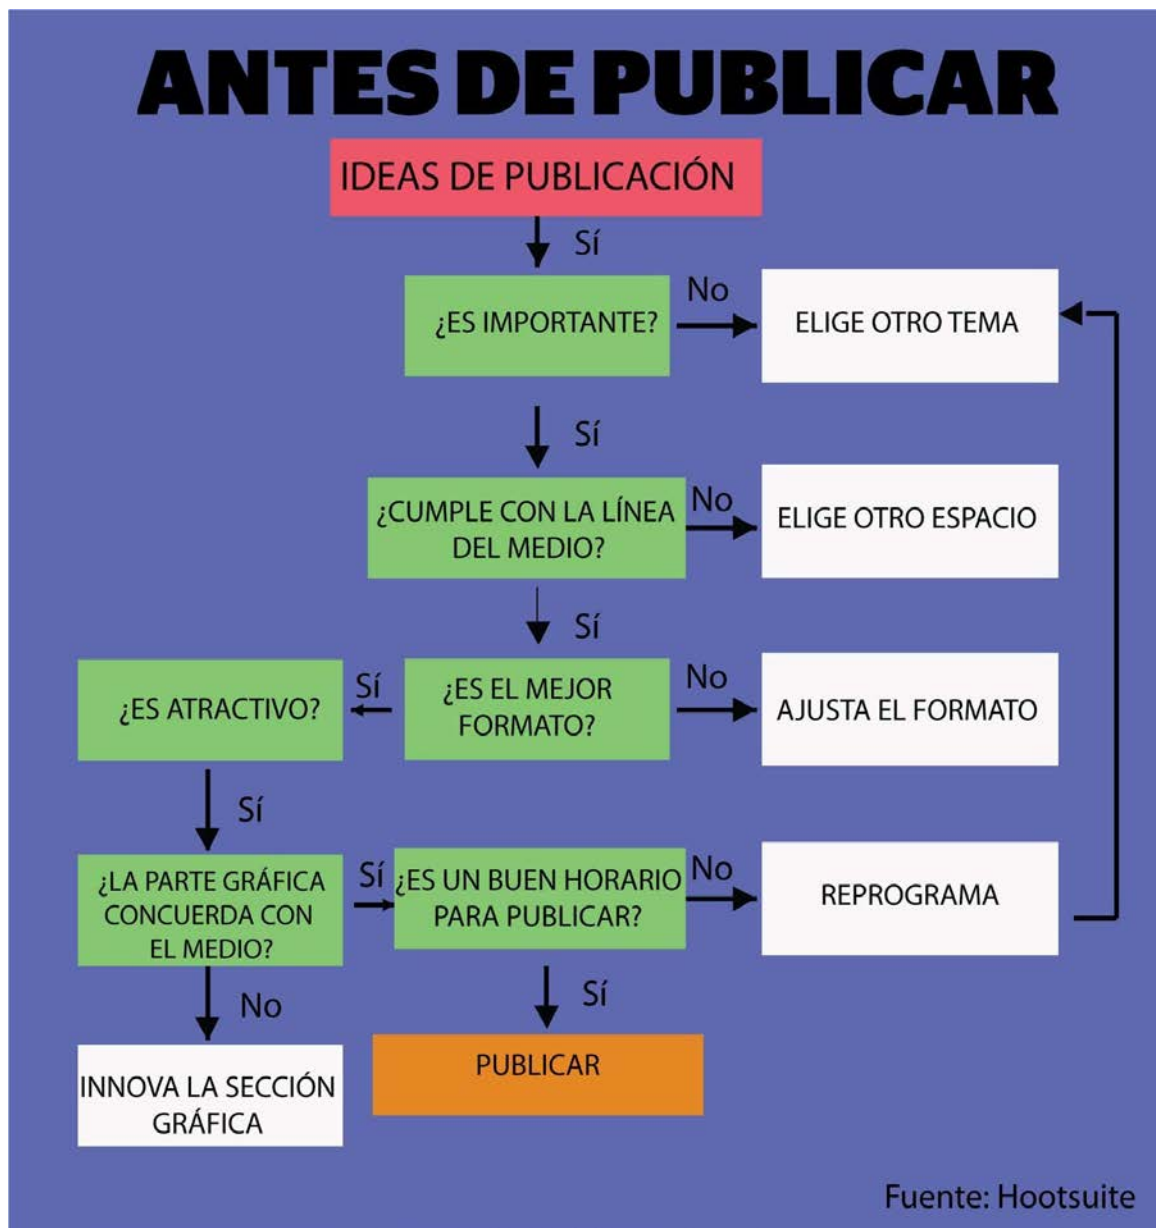 ANTES DE PUBLICAR
IDEAS DE PUBLICACIÓN
Sí
¿ES IMPORTANTE?
No
ELIGE OTRO TEMA
Sí
¿CUMPLE CON LA LÍNEA
DEL MEDIO?
No
ELIGE OTRO ESPACIO
Sí
¿ES EL MEJOR
FORMATO?
No
AJUSTA EL FORMATO
Sí
¿ES ATRACTIVO?
Sí
¿LA PARTE GRÁFICA
CONCUERDA CON
EL MEDIO?
Sí
¿ES UN BUEN HORARIO
PARA PUBLICAR?
No
REPROGRAMA
No
INNOVA LA SECCIÓN
GRÁFICA
Sí
PUBLICAR
Fuente: Hootsuite